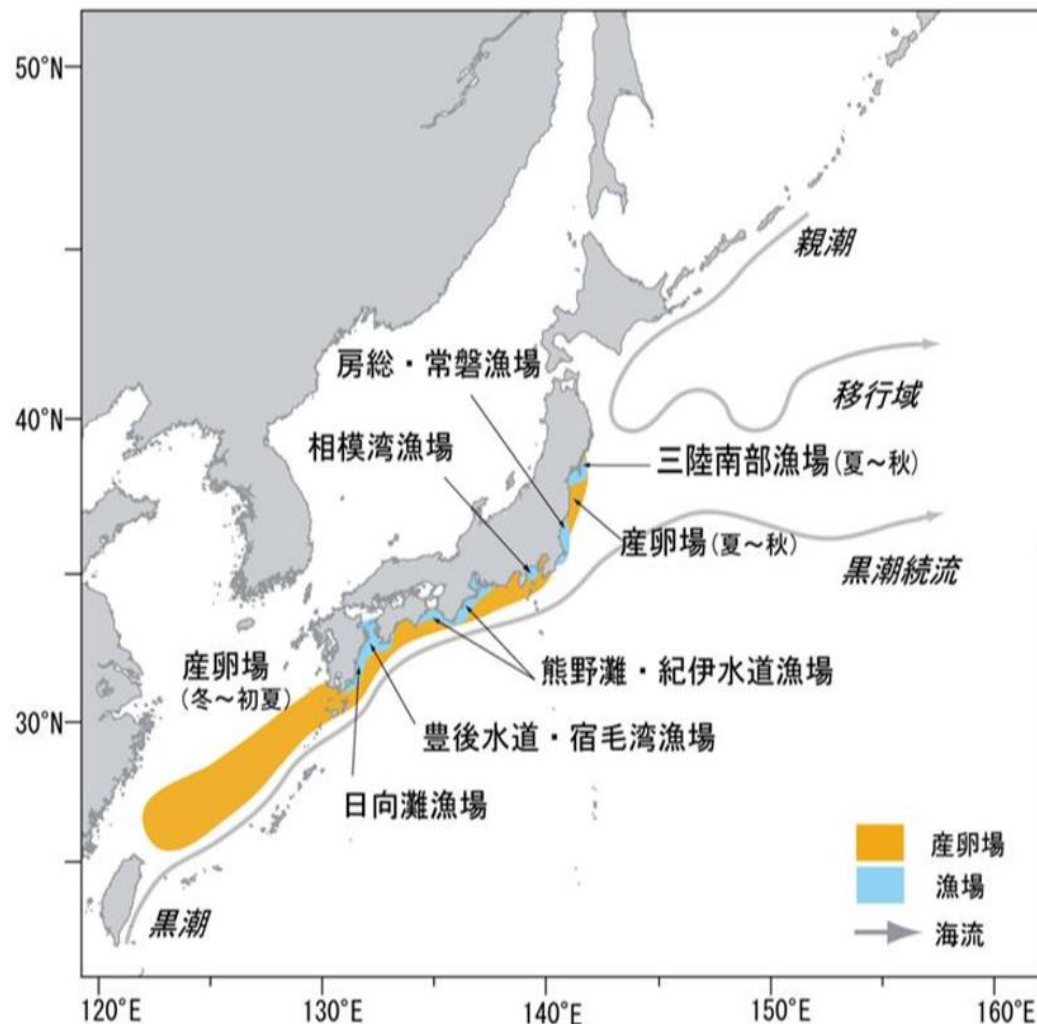 50°N
親潮
房総・常磐漁場
移行域
40°N
相模湾漁場
三陸南部漁場(夏～秋)
産卵場(夏～秋)
黒潮続流
産卵場
(冬～初夏)
熊野灘・紀伊水道漁場
30°N
豊後水道・宿毛湾漁場
日向灘漁場
産卵場
漁場
黒潮
海流
120°E
130°E
140°E
150°E
160°E